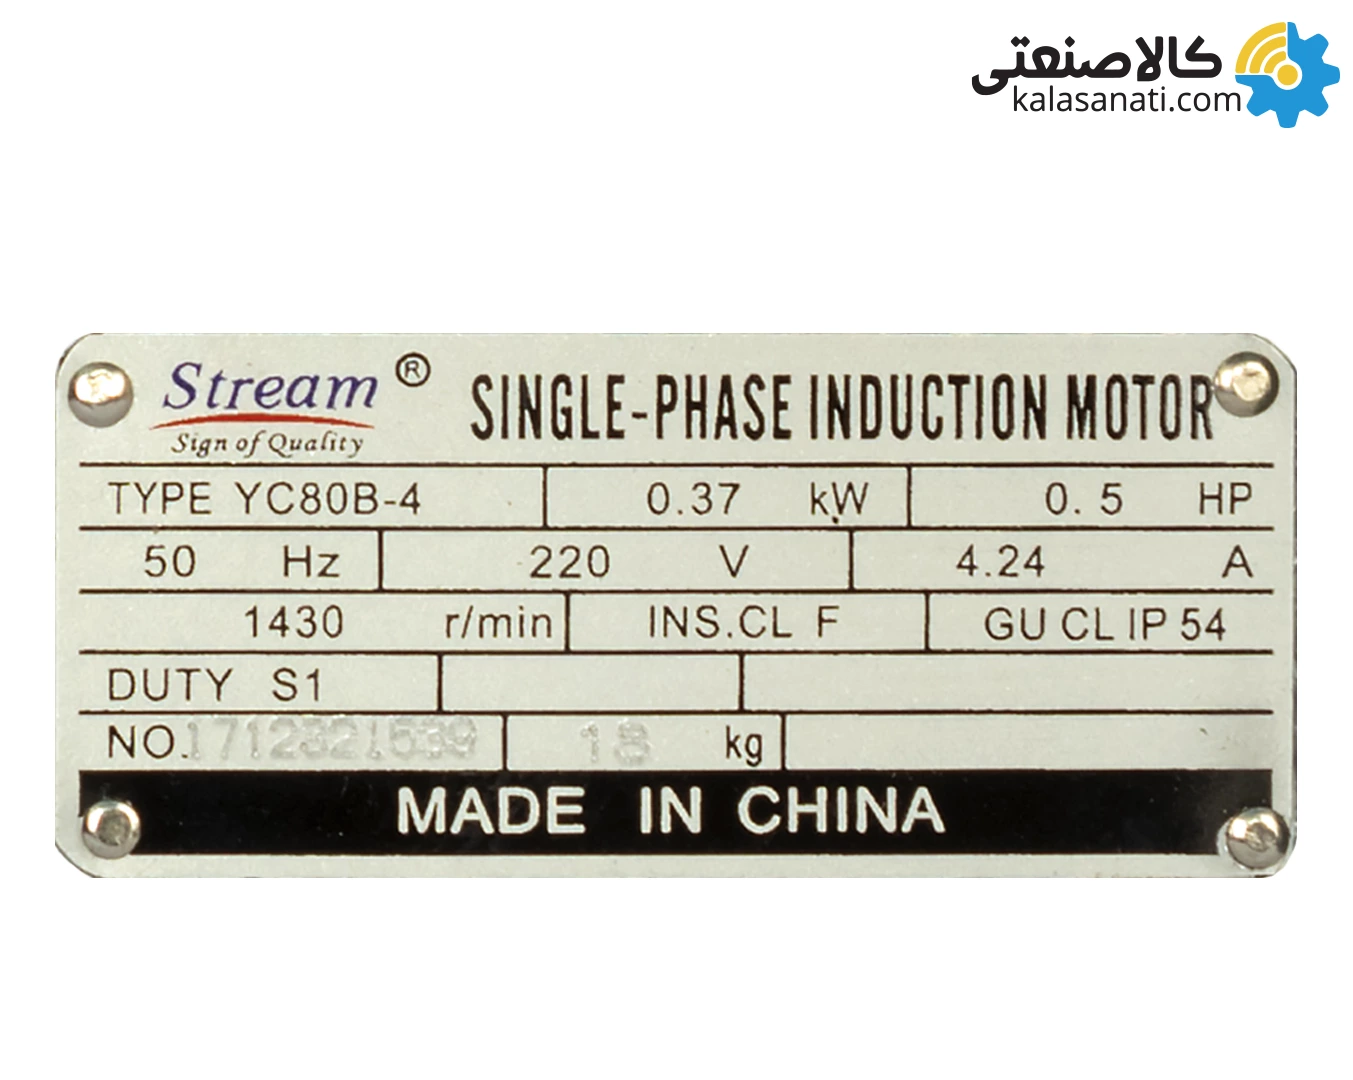 کالاصنعتی
kalasanati.com
Stream ®
Sign of Quality
SINGLE-PHASE INDUCTION MOTOR
TYPE YC80B-4 0.37 kW 0.5 HP
50 Hz 220 V 4.24 A
1430 r/min INS.CL F GU CL IP 54
DUTY S1
NO. kg
MADE IN CHINA